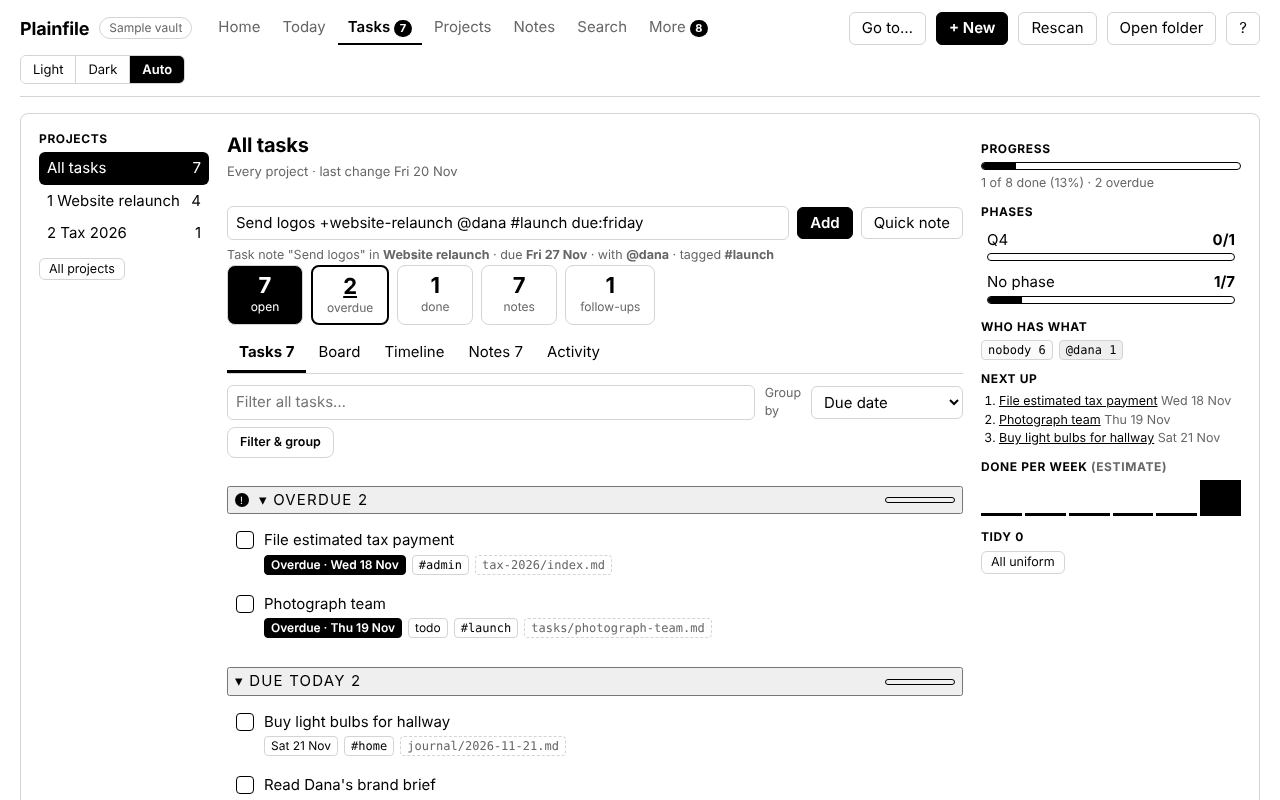 Plainfile Sample vault Home Today Tasks 7 Projects Notes Search More 8 Go to... + New Rescan Open folder ?
Light Dark Auto
PROJECTS
All tasks 7
1 Website relaunch 4
2 Tax 2026 1
All projects
All tasks
Every project · last change Fri 20 Nov
Send logos +website-relaunch @dana #launch due:friday Add Quick note
Task note "Send logos" in Website relaunch · due Fri 27 Nov · with @dana · tagged #launch
7 open
2 overdue
1 done
7 notes
1 follow-ups
Tasks 7 Board Timeline Notes 7 Activity
Filter all tasks... Group by Due date
Filter & group
! ▾ OVERDUE 2
File estimated tax payment
Overdue · Wed 18 Nov #admin tax-2026/index.md
Photograph team
Overdue · Thu 19 Nov todo #launch tasks/photograph-team.md
▾ DUE TODAY 2
Buy light bulbs for hallway
Sat 21 Nov #home journal/2026-11-21.md
Read Dana's brand brief
PROGRESS
1 of 8 done (13%) · 2 overdue
PHASES
Q4 0/1
No phase 1/7
WHO HAS WHAT
nobody 6 @dana 1
NEXT UP
1. File estimated tax payment Wed 18 Nov
2. Photograph team Thu 19 Nov
3. Buy light bulbs for hallway Sat 21 Nov
DONE PER WEEK (ESTIMATE)
TIDY 0
All uniform